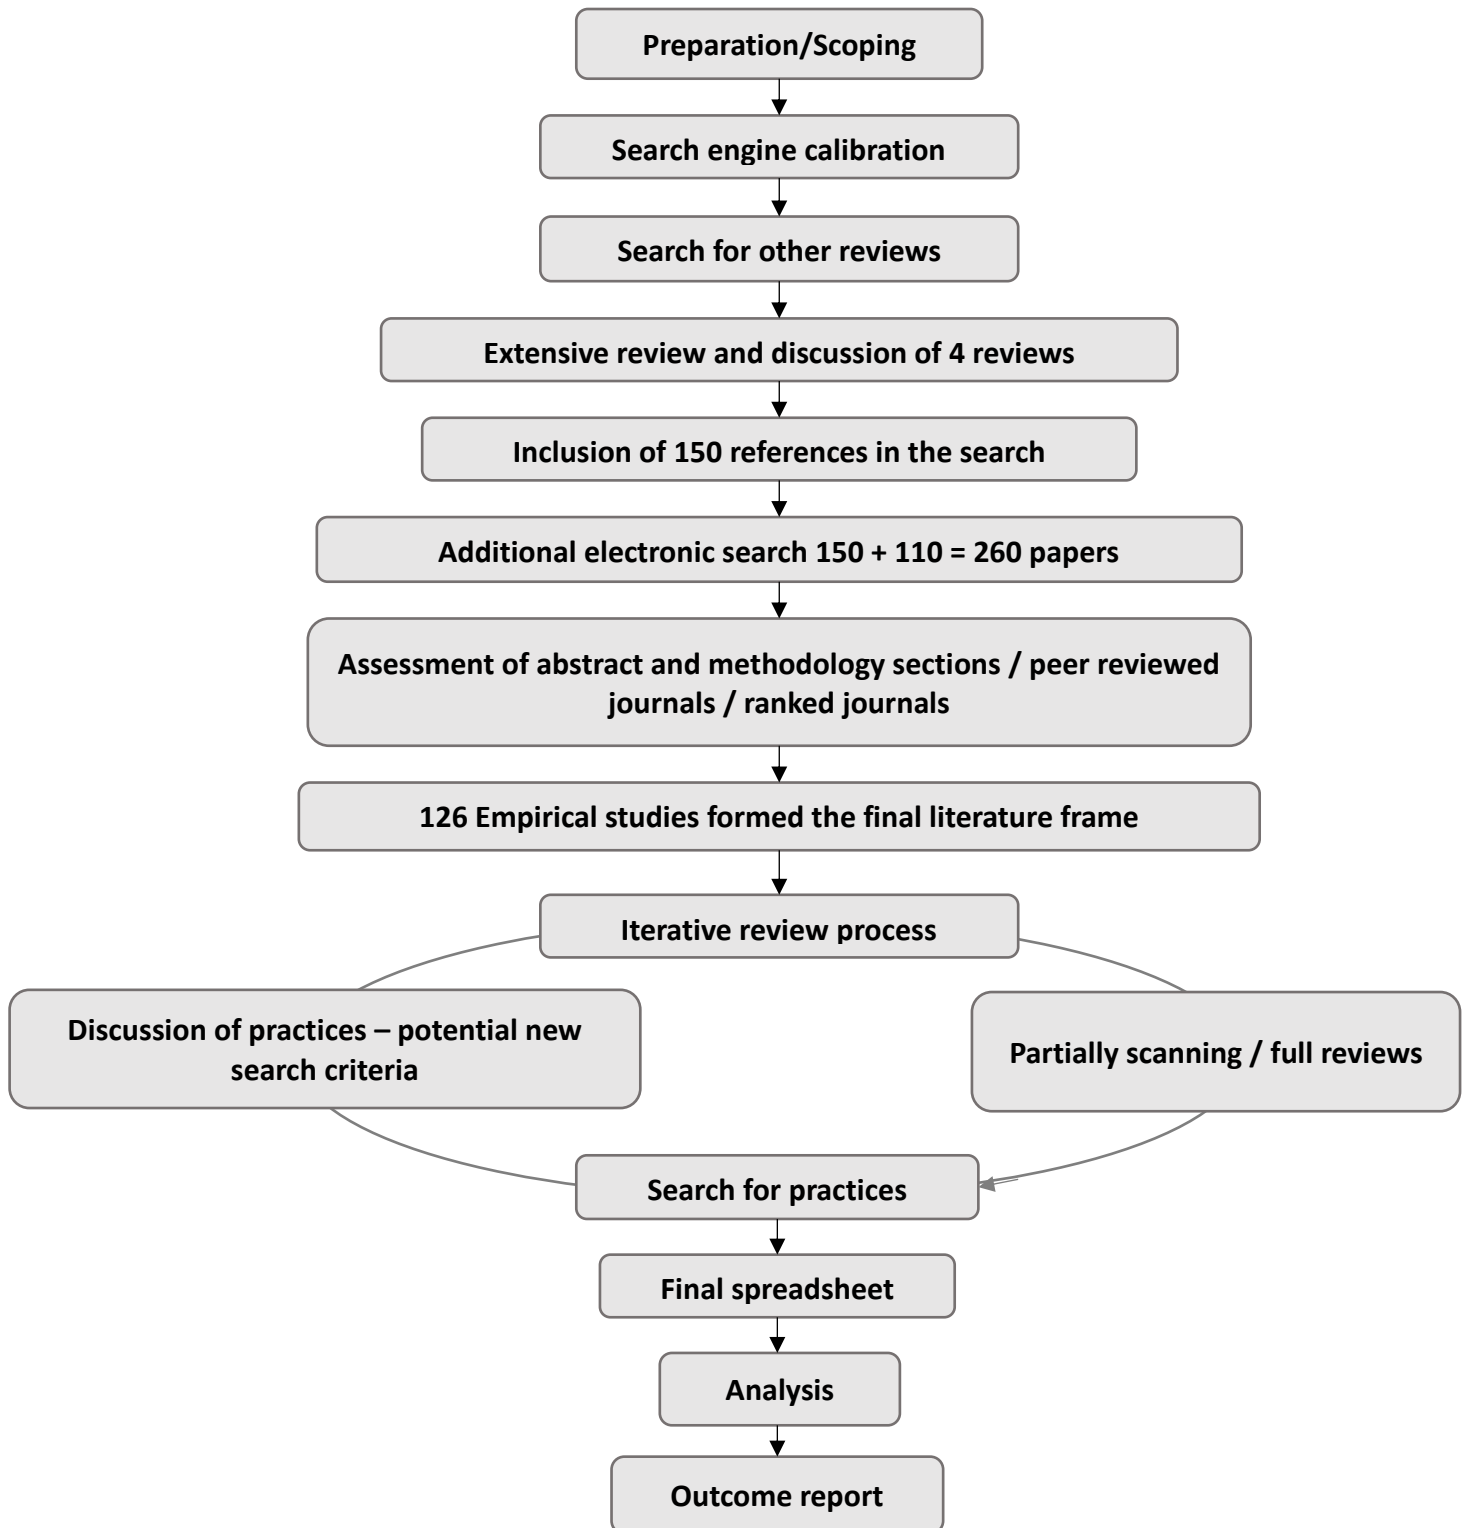 Preparation/Scoping
Search engine calibration
Search for other reviews
Extensive review and discussion of 4 reviews
Inclusion of 150 references in the search
Additional electronic search 150 + 110 = 260 papers
Assessment of abstract and methodology sections / peer reviewed
journals / ranked journals
126 Empirical studies formed the final literature frame
Iterative review process
Discussion of practices – potential new
search criteria
Partially scanning / full reviews
Search for practices
Final spreadsheet
Analysis
Outcome report